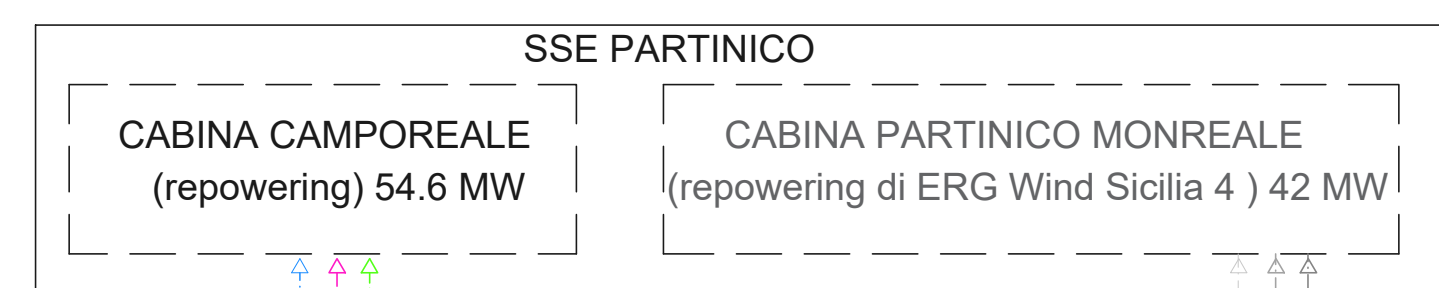 SSE PARTINICO
CABINA CAMPOREALE
(repowering) 54.6 MW
CABINA PARTINICO MONREALE
(repowering di ERG Wind Sicilia 4 ) 42 MW